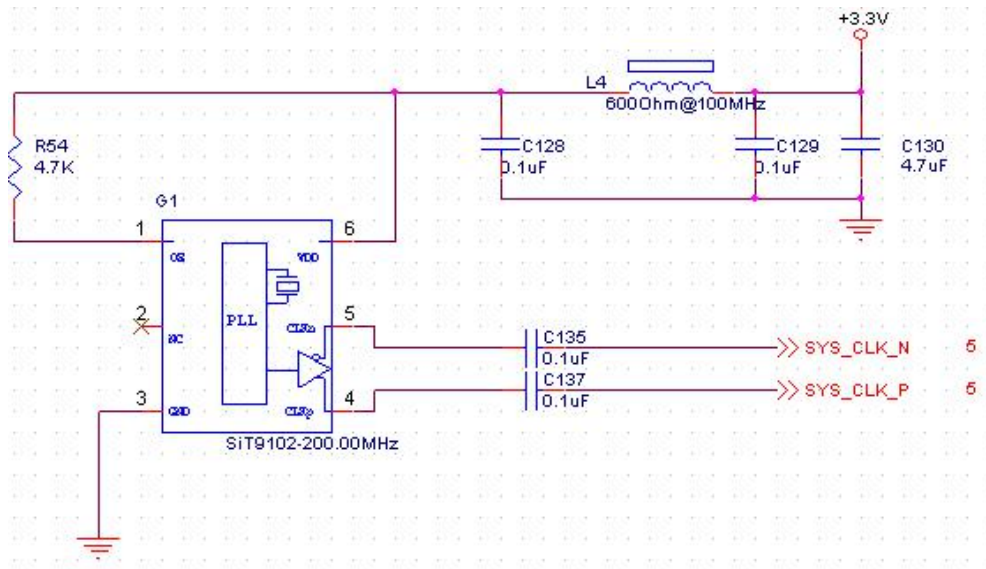 +3.3V
L4
600Ohm@100MHz
R54
4.7K
C128
0.1uF
C129
0.1uF
C130
4.7uF
G1
1
6
OE
VDD
2
5
NC
PLL
CLKn
3
4
GND
CLKp
SiT9102-200.00MHz
C135
0.1uF
SYS_CLK_N 5
C137
0.1uF
SYS_CLK_P 5